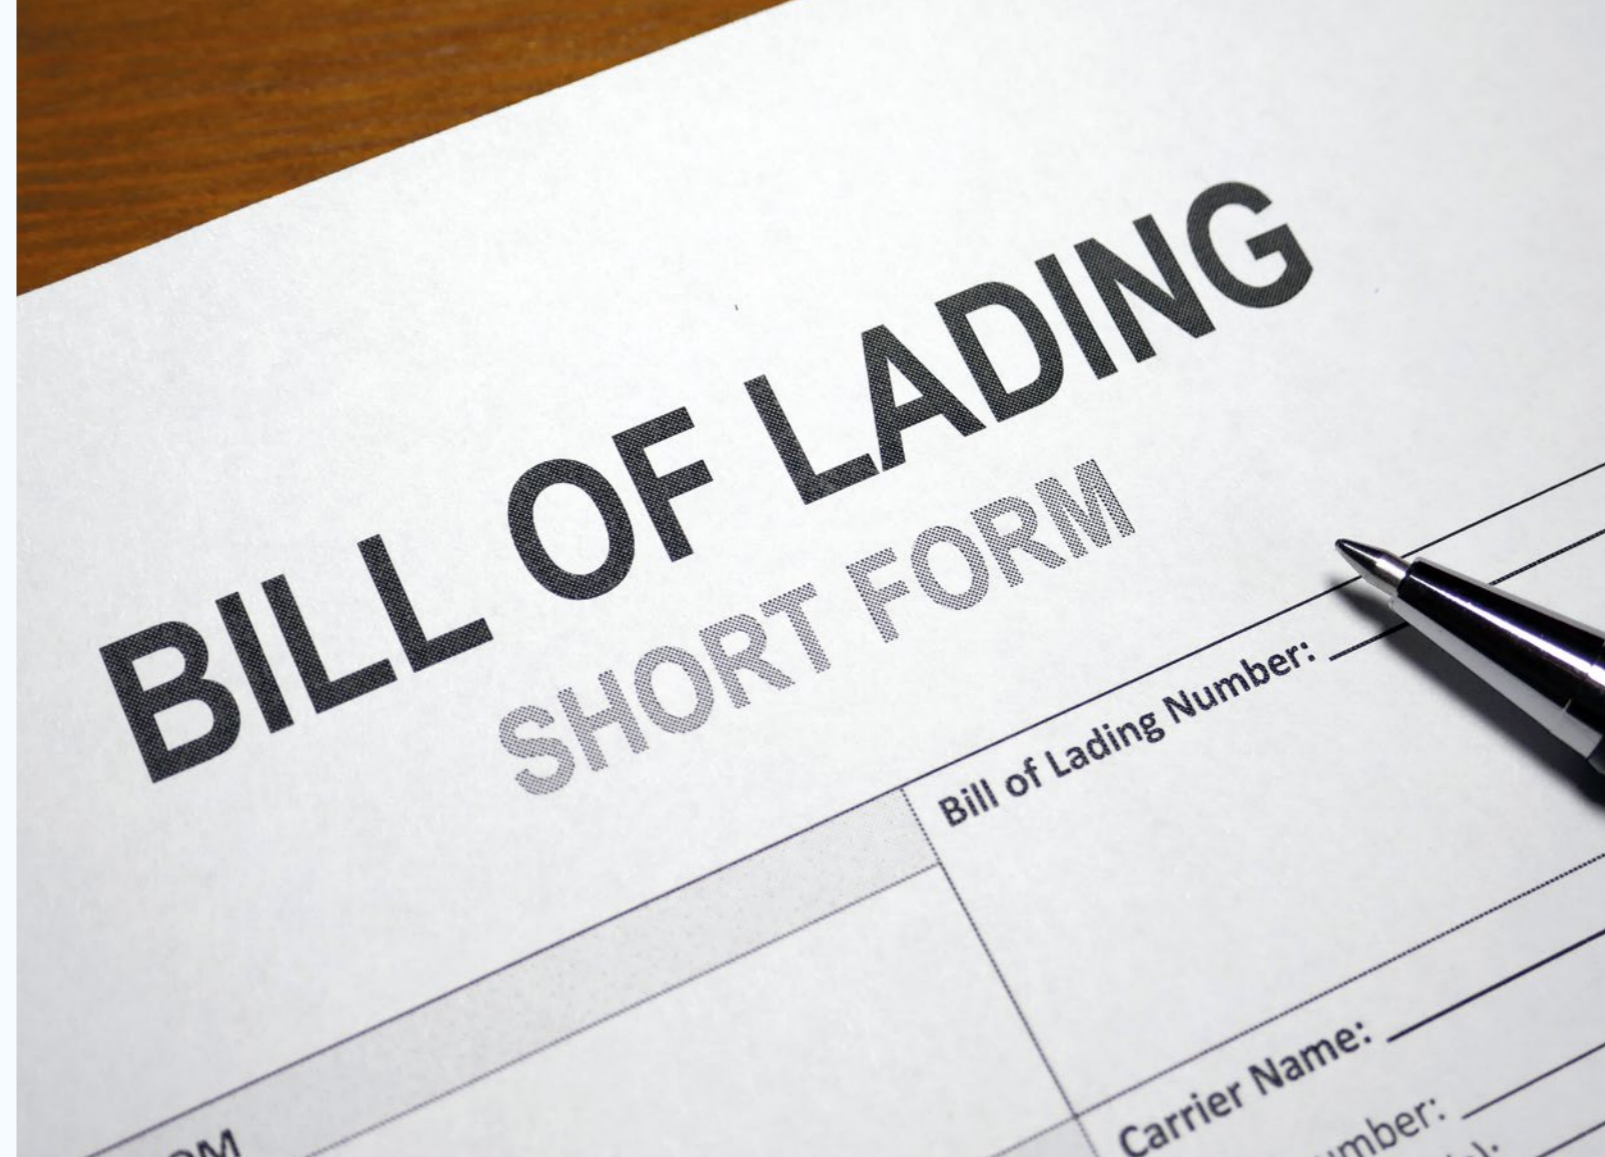 BILL OF LADING
SHORT FORM
Bill of Lading Number:
Carrier Name: